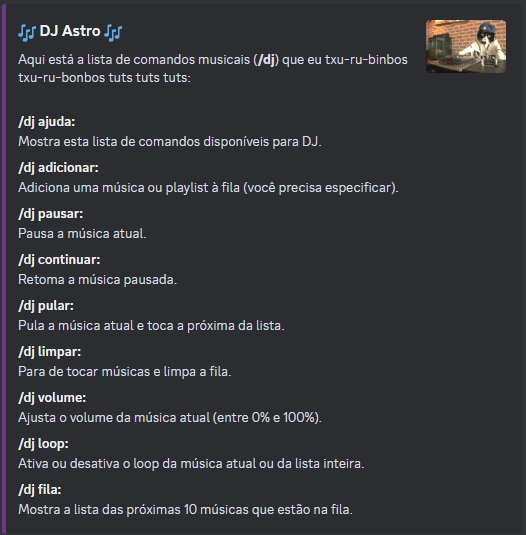 🎶 DJ Astro 🎶
Aqui está a lista de comandos musicais (/dj) que eu txu-ru-binbos
txu-ru-bonbos tuts tuts tuts:
/dj ajuda:
Mostra esta lista de comandos disponíveis para DJ.
/dj adicionar:
Adiciona uma música ou playlist à fila (você precisa especificar).
/dj pausar:
Pausa a música atual.
/dj continuar:
Retoma a música pausada.
/dj pular:
Pula a música atual e toca a próxima da lista.
/dj limpar:
Para de tocar músicas e limpa a fila.
/dj volume:
Ajusta o volume da música atual (entre 0% e 100%).
/dj loop:
Ativa ou desativa o loop da música atual ou da lista inteira.
/dj fila:
Mostra a lista das próximas 10 músicas que estão na fila.